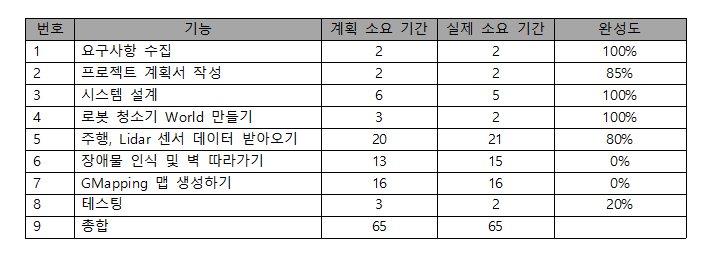 번호 기능 계획 소요 기간 실제 소요 기간 완성도
1 요구사항 수집 2 2 100%
2 프로젝트 계획서 작성 2 2 85%
3 시스템 설계 6 5 100%
4 로봇 청소기 World 만들기 3 2 100%
5 주행, Lidar 센서 데이터 받아오기 20 21 80%
6 장애물 인식 및 벽 따라가기 13 15 0%
7 GMapping 맵 생성하기 16 16 0%
8 테스팅 3 2 20%
9 종합 65 65